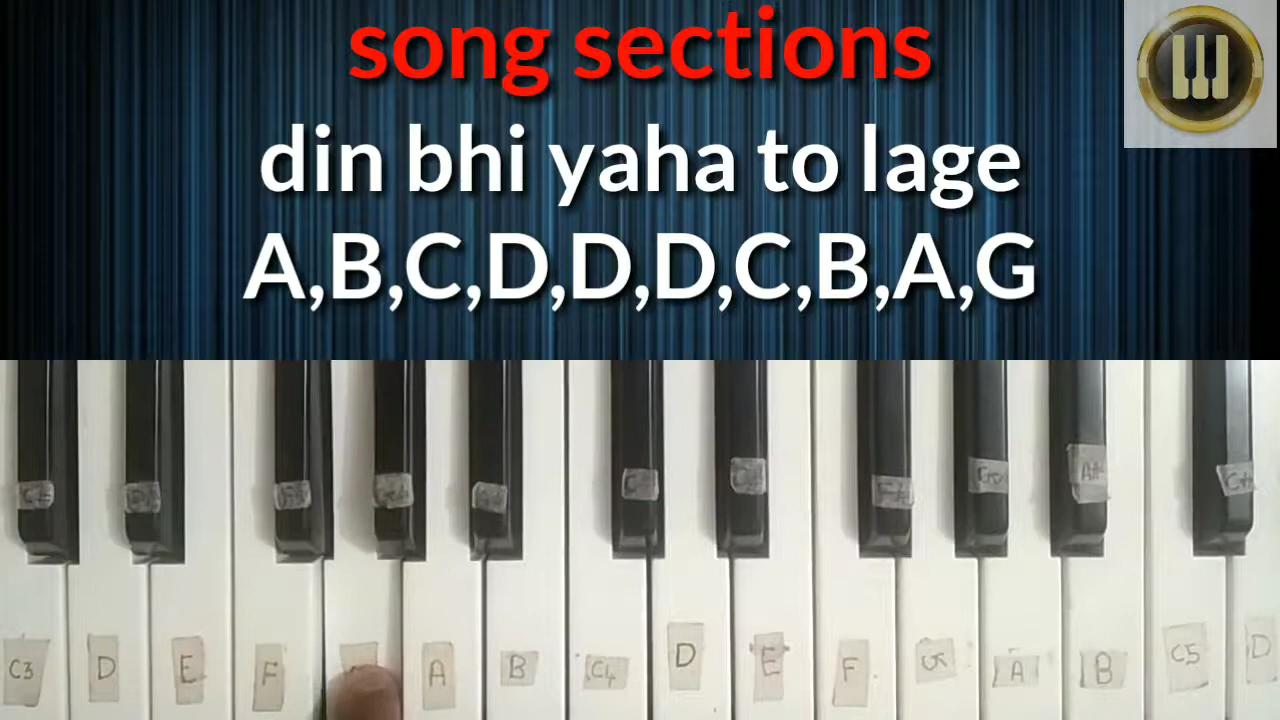 song sections
din bhi yaha to lage
A,B,C,D,D,D,C,B,A,G
C# D# F# G# A# C# D# F# G# A# C#
C3 D E F A B C4 D E F G A B C5 D